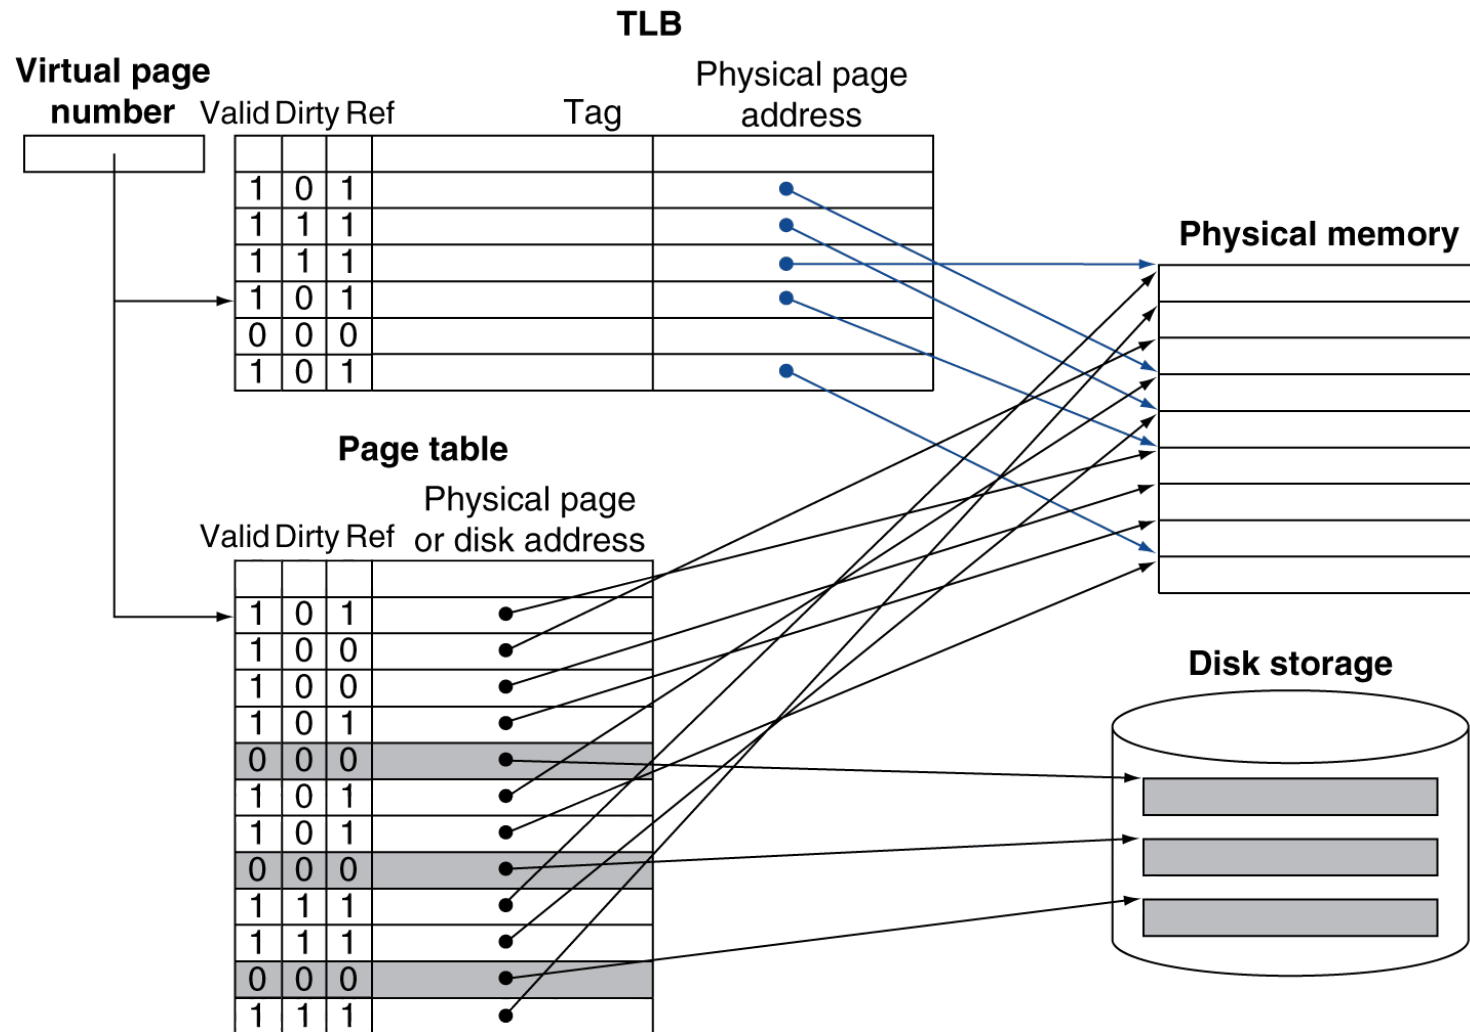 TLB
Virtual page
number
Valid Dirty Ref
Tag
Physical page
address
1 0 1
1 1 1
1 1 1
1 0 1
0 0 0
1 0 1
Physical memory
Page table
Physical page
or disk address
Valid Dirty Ref
1 0 1
1 0 0
1 0 0
1 0 1
0 0 0
1 0 1
1 0 1
0 0 0
1 1 1
1 1 1
0 0 0
1 1 1
Disk storage